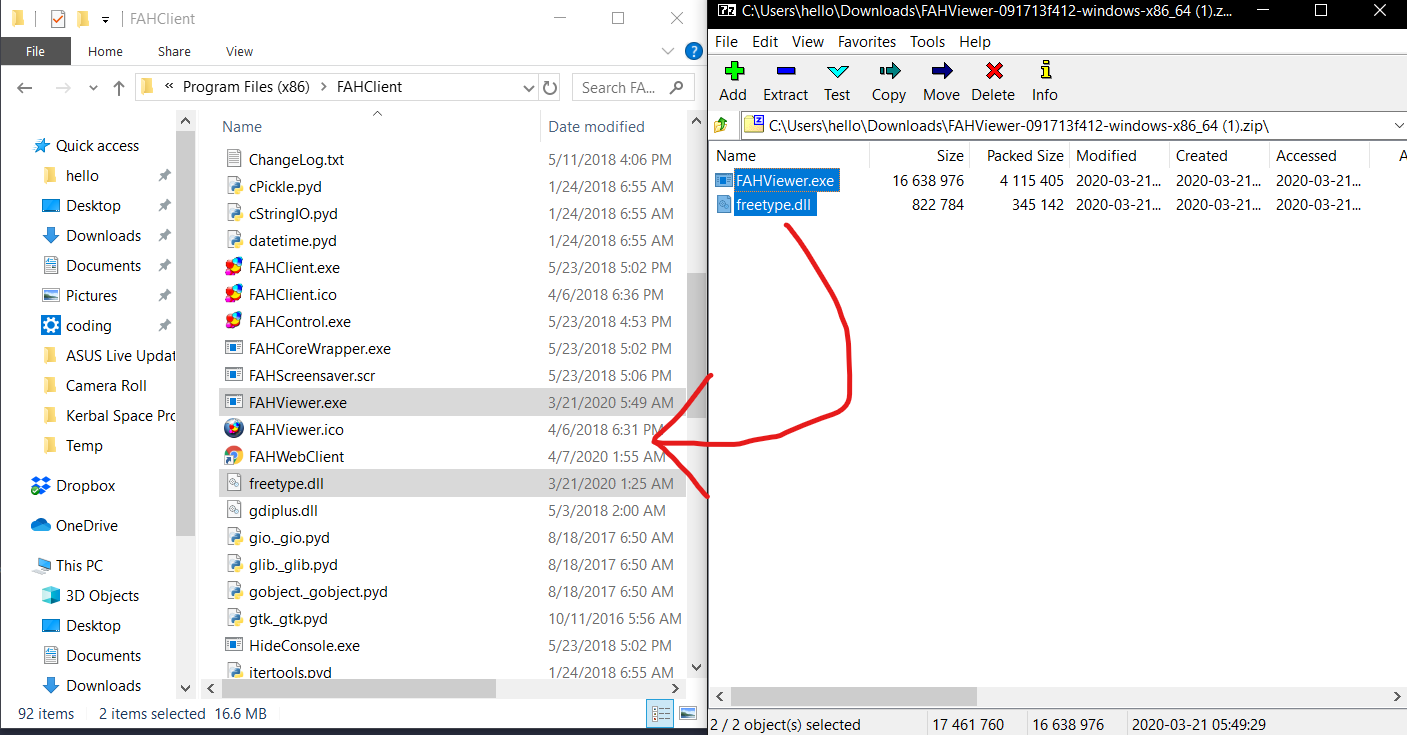 FAHClient
File Home Share View
« Program Files (x86) > FAHClient
Search FA...
Quick access
hello
Desktop
Downloads
Documents
Pictures
coding
ASUS Live Updat
Camera Roll
Kerbal Space Prc
Temp
Dropbox
OneDrive
This PC
3D Objects
Desktop
Documents
Downloads
Name Date modified
ChangeLog.txt 5/11/2018 4:06 PM
cPickle.pyd 1/24/2018 6:55 AM
cStringIO.pyd 1/24/2018 6:55 AM
datetime.pyd 1/24/2018 6:55 AM
FAHClient.exe 5/23/2018 5:02 PM
FAHClient.ico 4/6/2018 6:36 PM
FAHControl.exe 5/23/2018 4:53 PM
FAHCoreWrapper.exe 5/23/2018 5:02 PM
FAHScreensaver.scr 5/23/2018 5:06 PM
FAHViewer.exe 3/21/2020 5:49 AM
FAHViewer.ico 4/6/2018 6:31 PM
FAHWebClient 4/7/2020 1:55 AM
freetype.dll 3/21/2020 1:25 AM
gdiplus.dll 5/3/2018 2:00 AM
gio._gio.pyd 8/18/2017 6:50 AM
glib._glib.pyd 8/18/2017 6:50 AM
gobject._gobject.pyd 8/18/2017 6:50 AM
gtk._gtk.pyd 10/11/2016 5:56 AM
HideConsole.exe 5/23/2018 5:02 PM
itertools.pyd 1/24/2018 6:55 AM
92 items 2 items selected 16.6 MB
7z C:\Users\hello\Downloads\FAHViewer-091713f412-windows-x86_64 (1).z...
File Edit View Favorites Tools Help
Add Extract Test Copy Move Delete Info
C:\Users\hello\Downloads\FAHViewer-091713f412-windows-x86_64 (1).zip\
Name Size Packed Size Modified Created Accessed A
FAHViewer.exe 16 638 976 4 115 405 2020-03-21... 2020-03-21... 2020-03-21...
freetype.dll 822 784 345 142 2020-03-21... 2020-03-21... 2020-03-21...
2 / 2 object(s) selected 17 461 760 16 638 976 2020-03-21 05:49:29